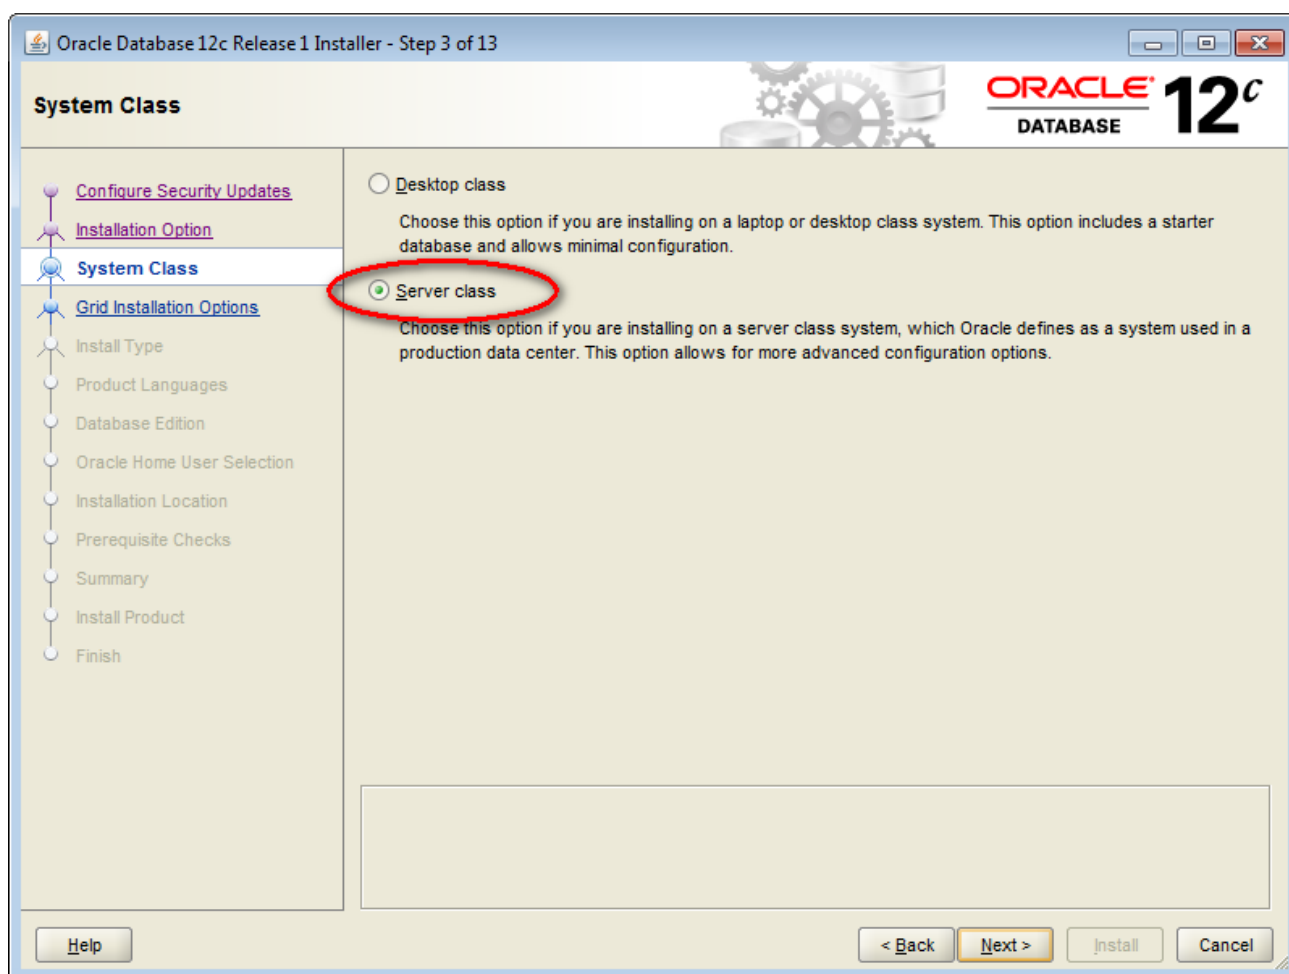 Oracle Database 12c Release 1 Installer - Step 3 of 13
System Class
ORACLE®
DATABASE
12c
Configure Security Updates
Installation Option
System Class
Grid Installation Options
Install Type
Product Languages
Database Edition
Oracle Home User Selection
Installation Location
Prerequisite Checks
Summary
Install Product
Finish
Desktop class
Choose this option if you are installing on a laptop or desktop class system. This option includes a starter
database and allows minimal configuration.
Server class
Choose this option if you are installing on a server class system, which Oracle defines as a system used in a
production data center. This option allows for more advanced configuration options.
Help
< Back
Next >
Install
Cancel